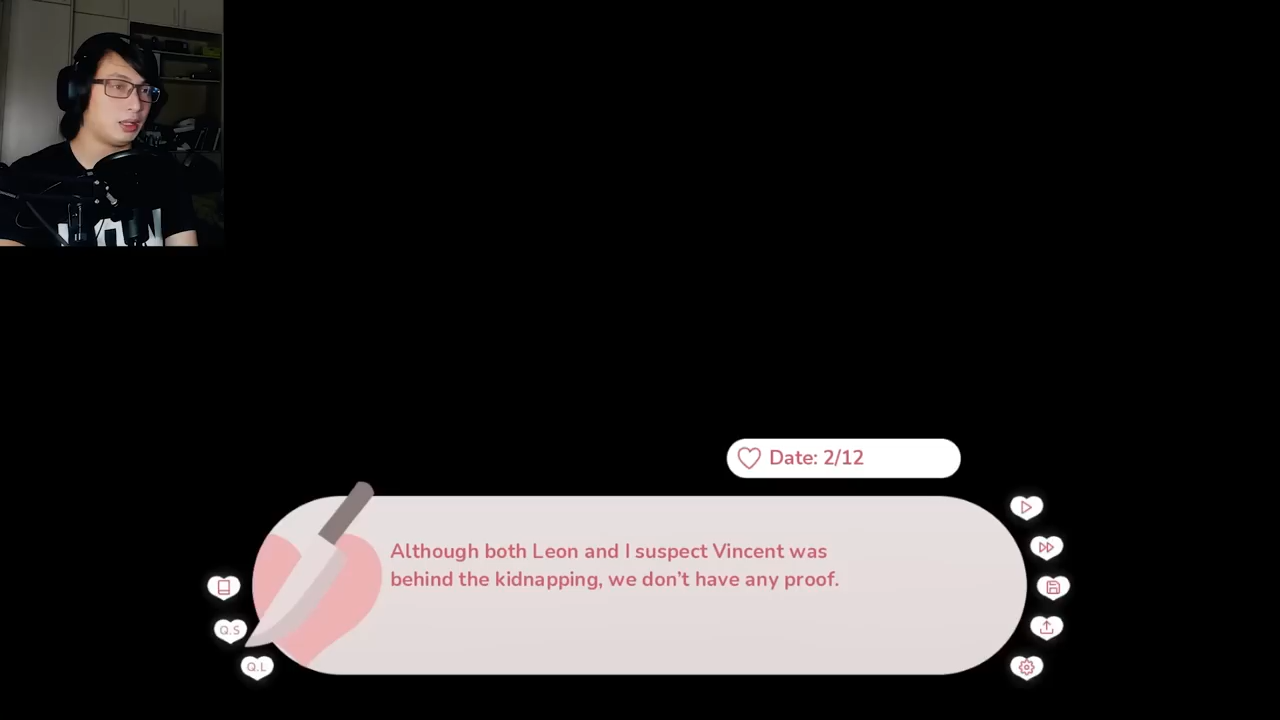 Date: 2/12
Although both Leon and I suspect Vincent was
behind the kidnapping, we don't have any proof.
Q.S
Q.L